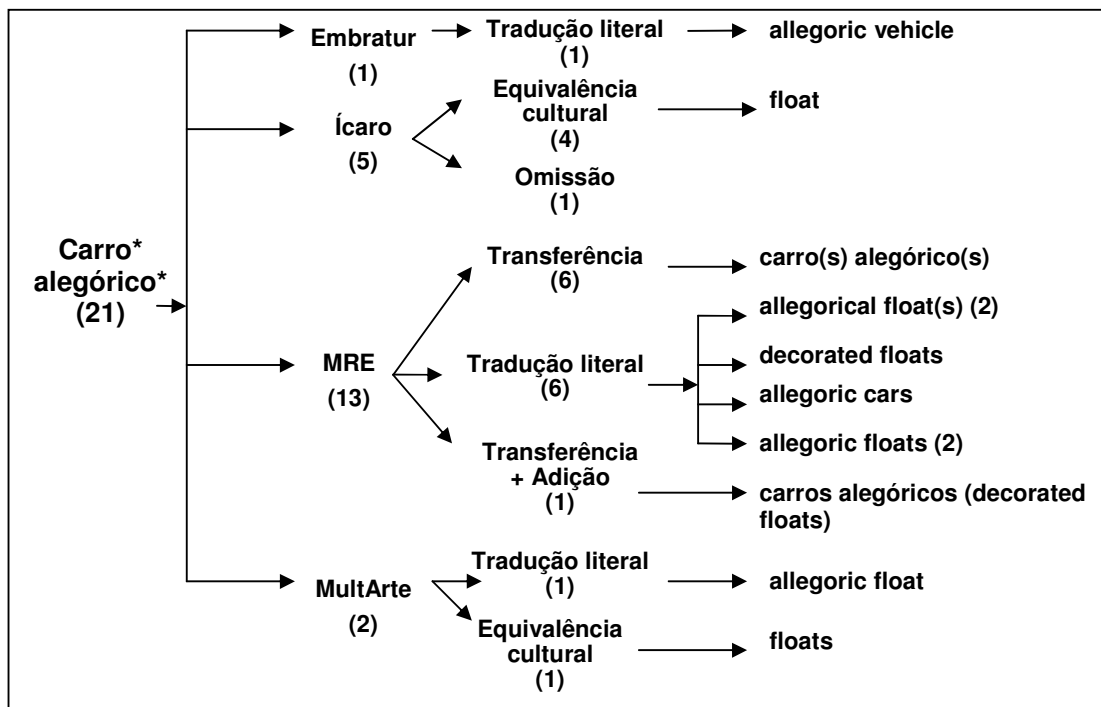 Carro*
alegórico*
(21)
Embratur
(1)
Tradução literal
(1)
allegoric vehicle
Ícaro
(5)
Equivalência
cultural
(4)
float
Omissão
(1)
MRE
(13)
Transferência
(6)
carro(s) alegórico(s)
Tradução literal
(6)
allegorical float(s) (2)
decorated floats
allegoric cars
allegoric floats (2)
Transferência
+ Adição
(1)
carros alegóricos (decorated
floats)
MultArte
(2)
Tradução literal
(1)
allegoric float
Equivalência
cultural
(1)
floats